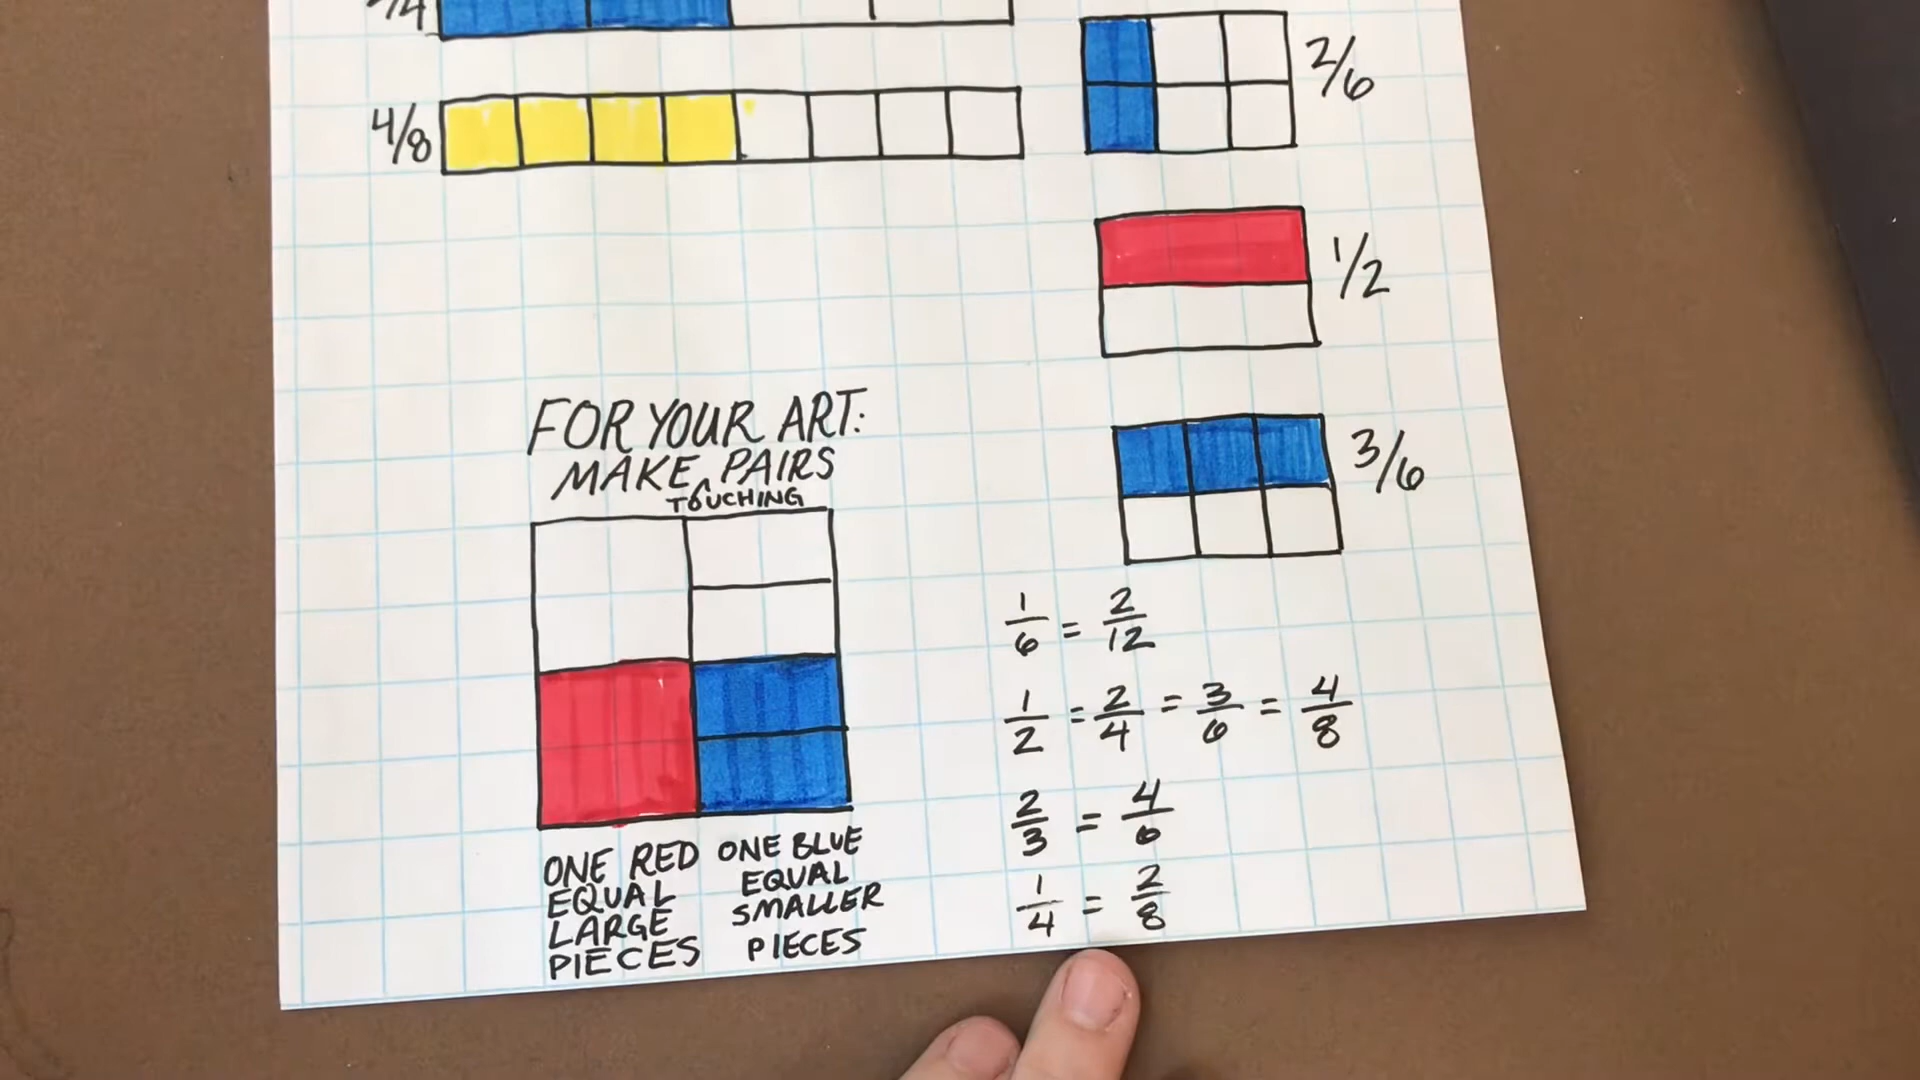 4/8
2/6
1/2
3/6
FOR YOUR ART:
MAKE ^ PAIRS
TOUCHING
ONE RED
EQUAL
LARGE
PIECES
ONE BLUE
EQUAL
SMALLER
PIECES
1/6 = 2/12
1/2 = 2/4 = 3/6 = 4/8
2/3 = 4/6
1/4 = 2/8